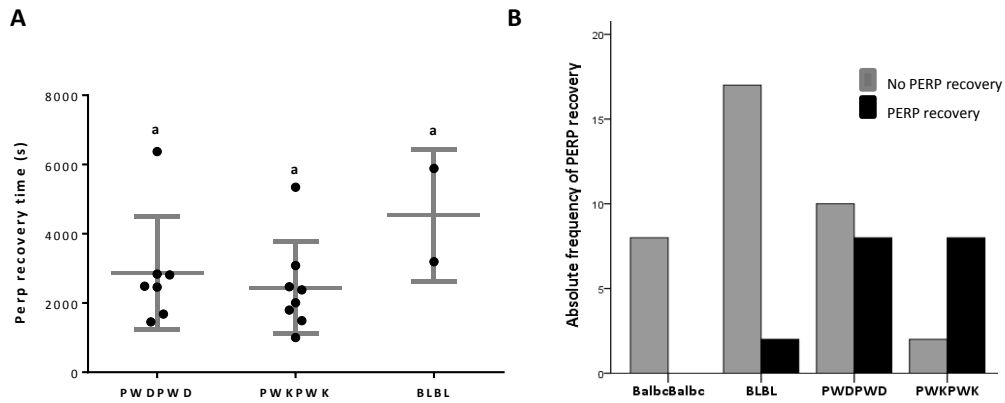 A
Perp recovery time (s)
8000
6000
4000
2000
0
a
a
a
PWDPWD
PWKPWK
BLBL
B
Absolute frequency of PERP recovery
20
15
10
5
0
No PERP recovery
PERP recovery
BalbcBalbc
BLBL
PWDPWD
PWKPWK